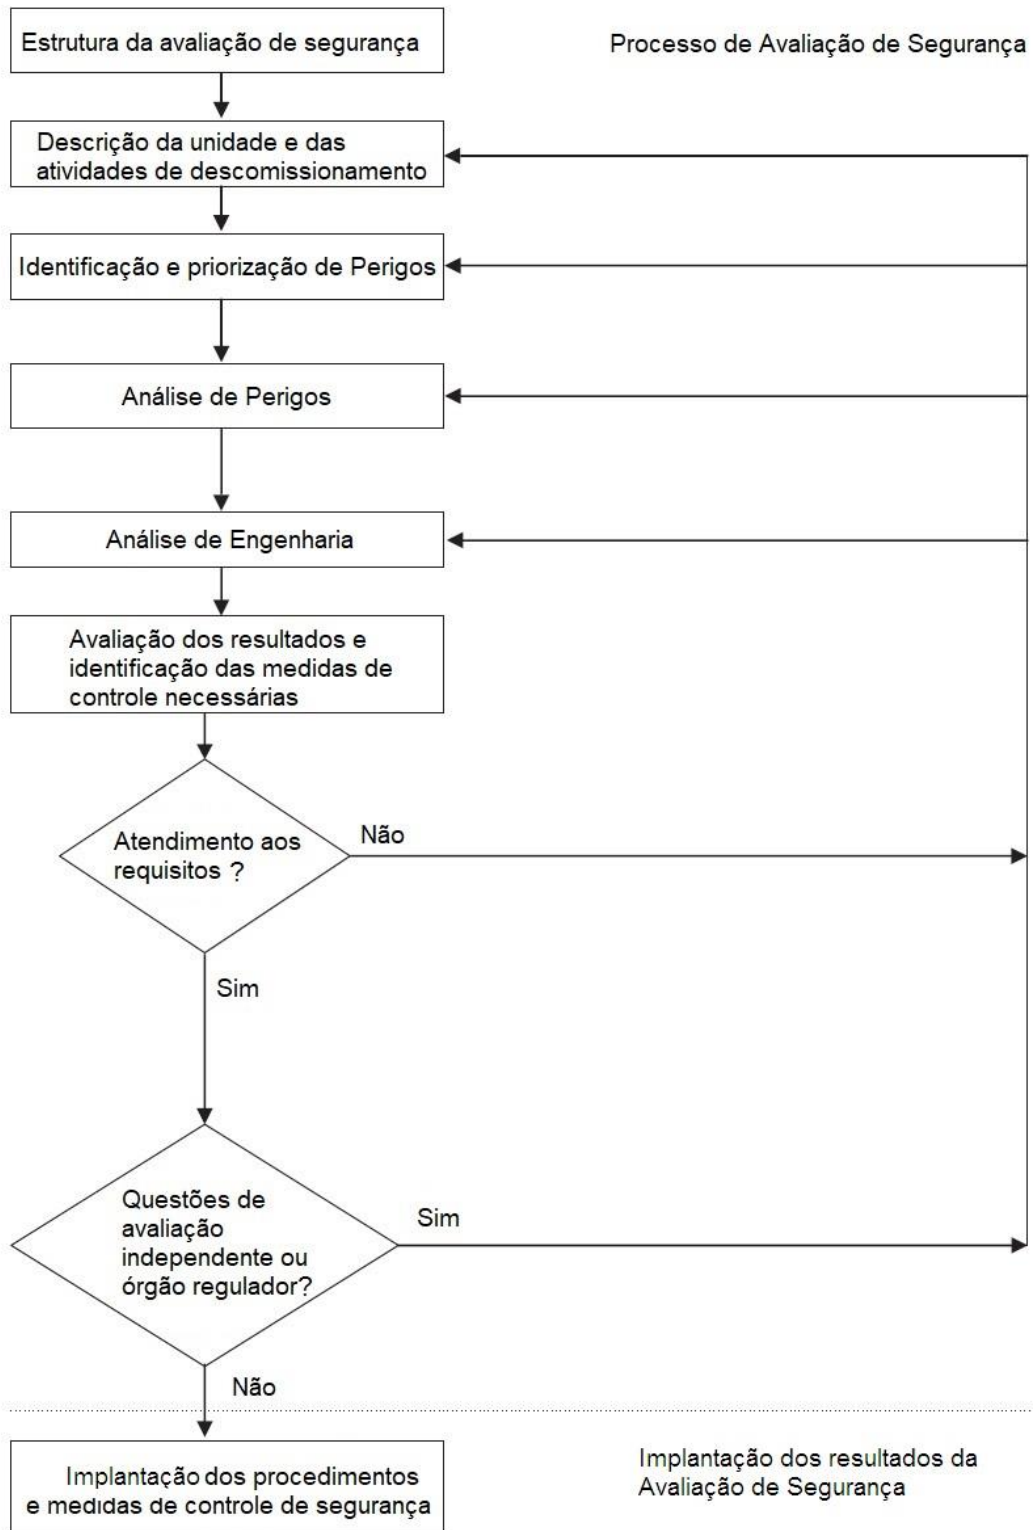 Estrutura da avaliação de segurança
Processo de Avaliação de Segurança
Descrição da unidade e das
atividades de descomissionamento
Identificação e priorização de Perigos
Análise de Perigos
Análise de Engenharia
Avaliação dos resultados e
identificação das medidas de
controle necessárias
Atendimento aos
requisitos ?
Não
Sim
Questões de
avaliação
independente ou
órgão regulador?
Sim
Não
Implantação dos procedimentos
e medidas de controle de segurança
Implantação dos resultados da
Avaliação de Segurança